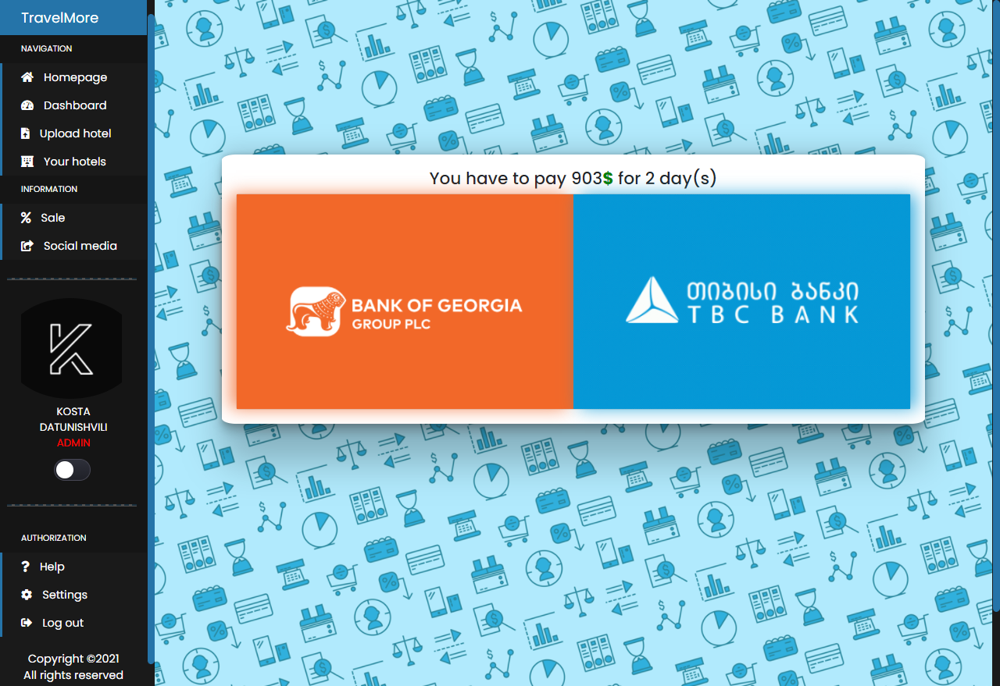 TravelMore
NAVIGATION
Homepage
Dashboard
Upload hotel
Your hotels
INFORMATION
Sale
Social media
KOSTA
DATUNISHVILI
ADMIN
AUTHORIZATION
Help
Settings
Log out
Copyright ©2021
All rights reserved
You have to pay 903$ for 2 day(s)
BANK OF GEORGIA
GROUP PLC
თიბისი ბანკი
TBC BANK